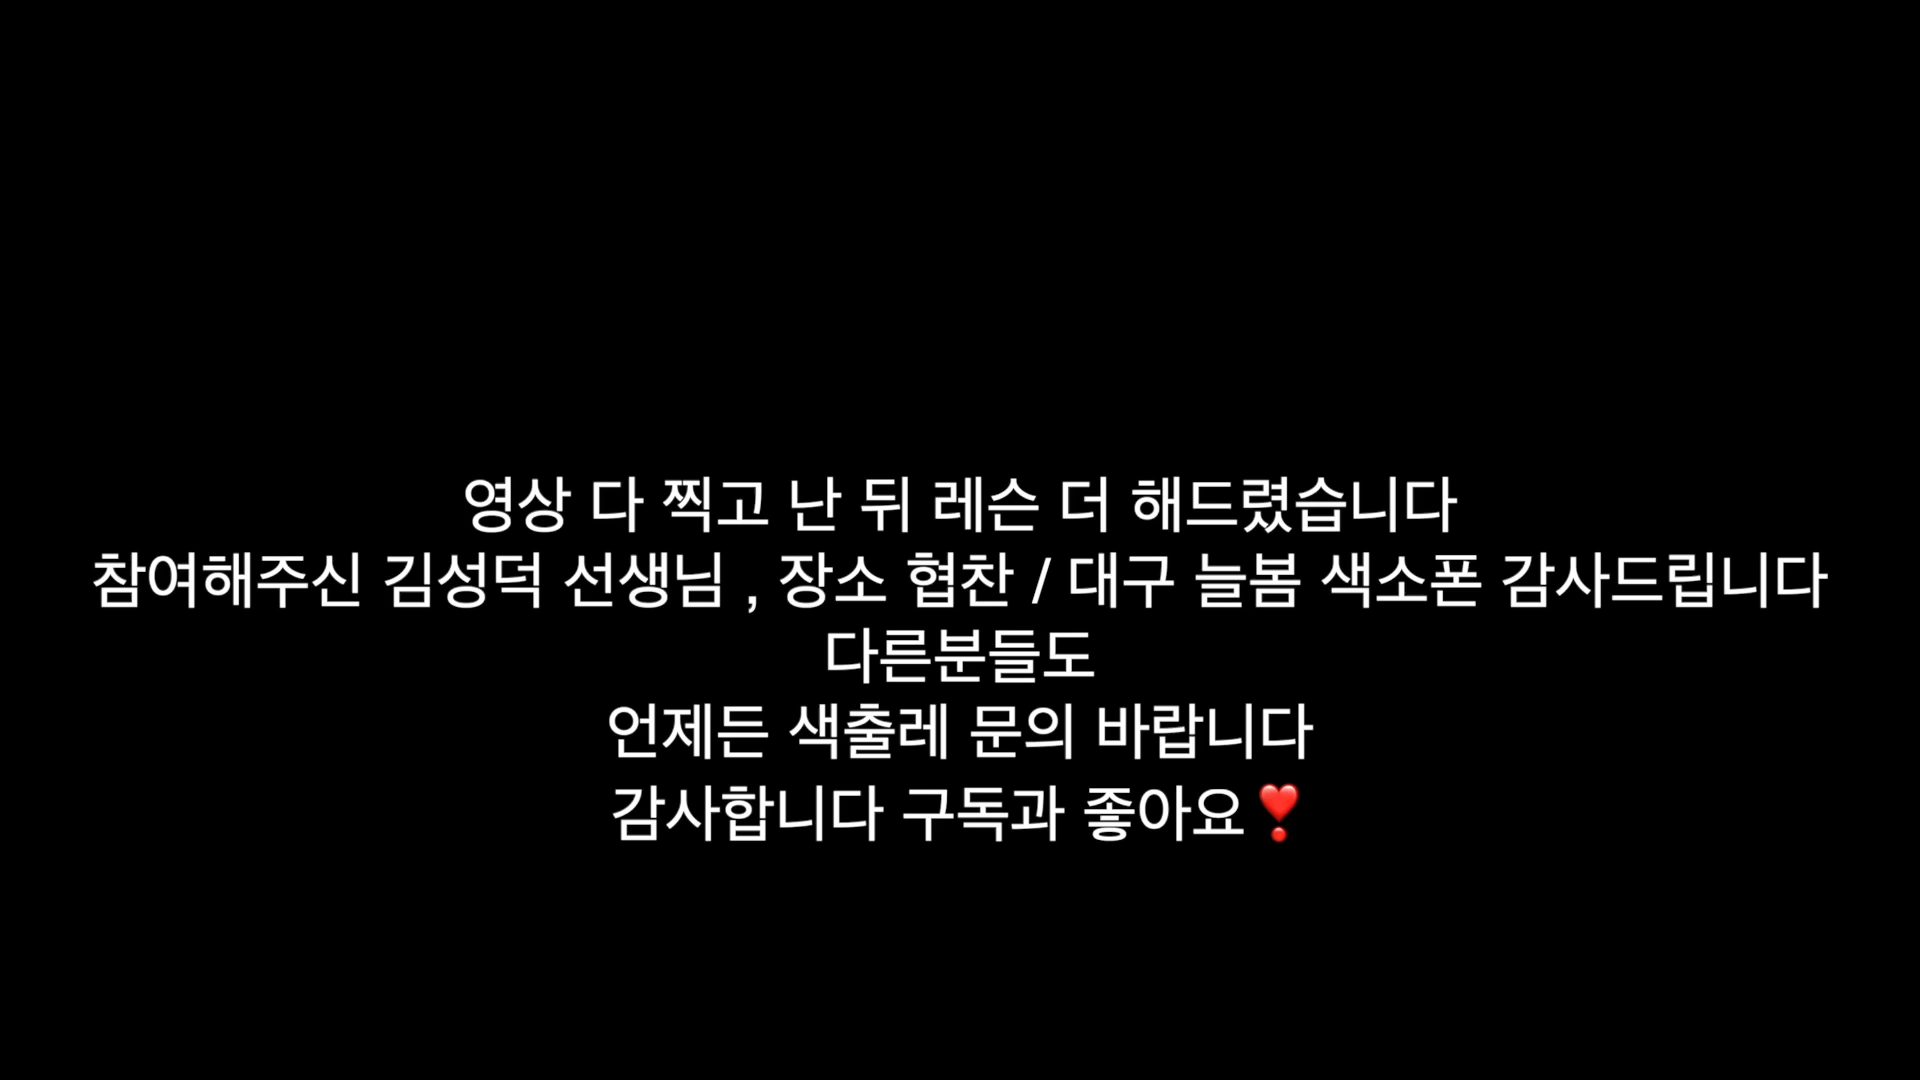 영상 다 찍고 난 뒤 레슨 더 해드렸습니다
참여해주신 김성덕 선생님 , 장소 협찬 / 대구 늘봄 색소폰 감사드립니다
다른분들도
언제든 색출레 문의 바랍니다
감사합니다 구독과 좋아요❣️